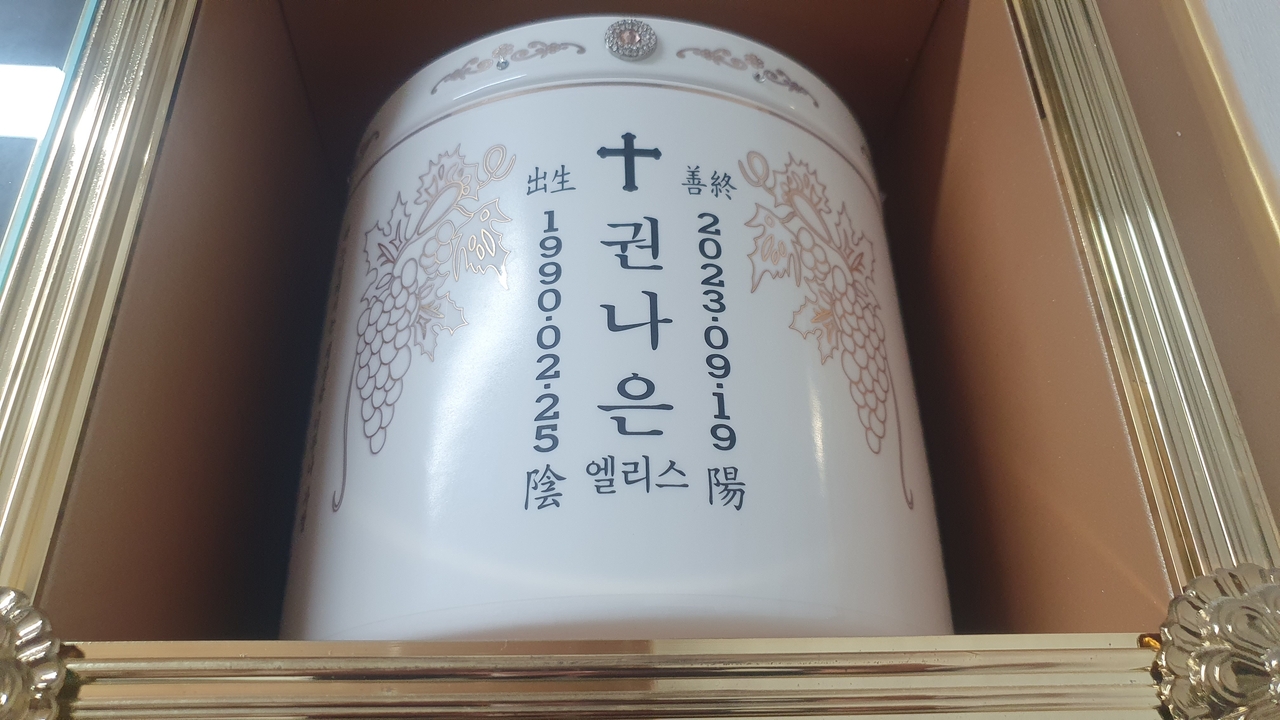 出生
1990.02.25
陰
권나은
엘리스
善終
2023.09.19
陽